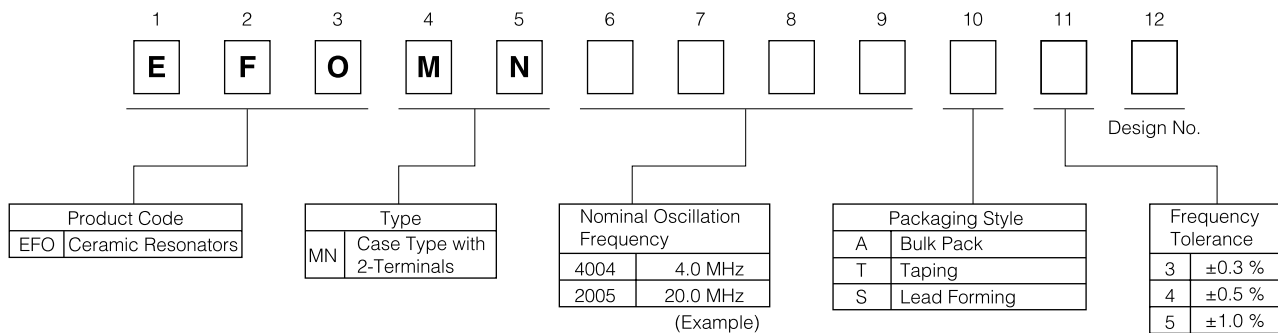 1 2 3 4 5 6 7 8 9 10 11 12
E F O M N
Design No.
Product Code
EFO Ceramic Resonators
Type
MN Case Type with
2-Terminals
Nominal Oscillation
Frequency
4004 4.0 MHz
2005 20.0 MHz
(Example)
Packaging Style
A Bulk Pack
T Taping
S Lead Forming
Frequency
Tolerance
3 ±0.3 %
4 ±0.5 %
5 ±1.0 %